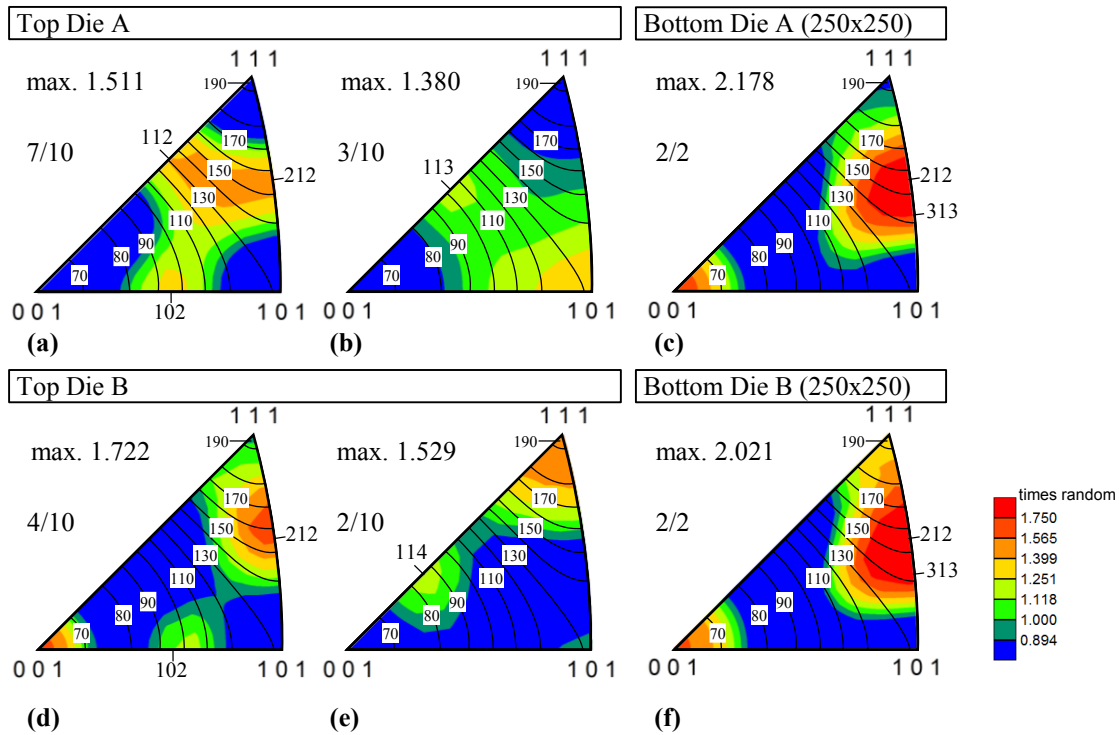 Top Die A
Bottom Die A (250x250)
1 1 1
max. 1.511
7/10
190
112
170
150
212
130
110
90
80
70
0 0 1
102
1 0 1
(a)
1 1 1
max. 1.380
3/10
190
113
170
150
130
110
90
80
70
0 0 1
1 0 1
(b)
1 1 1
max. 2.178
2/2
190
170
150
212
130
313
110
90
80
70
0 0 1
1 0 1
(c)
Top Die B
Bottom Die B (250x250)
1 1 1
max. 1.722
4/10
190
170
150
212
130
110
90
80
70
0 0 1
102
1 0 1
(d)
1 1 1
max. 1.529
2/10
190
170
150
114
130
110
90
80
70
0 0 1
1 0 1
(e)
1 1 1
max. 2.021
2/2
190
170
150
212
130
313
110
90
80
70
0 0 1
1 0 1
(f)
times random
1.750
1.565
1.399
1.251
1.118
1.000
0.894